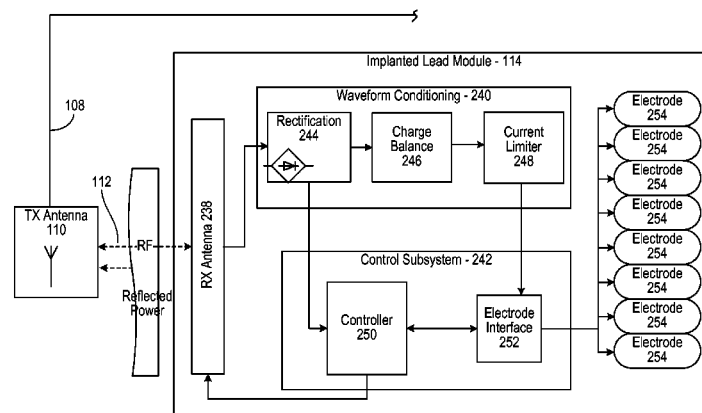 Implanted Lead Module - 114
108
Waveform Conditioning - 240
Rectification
244
Charge
Balance
246
Current
Limiter
248
Electrode
254
Electrode
254
Electrode
254
Electrode
254
Electrode
254
Electrode
254
Electrode
254
Electrode
254
112
TX Antenna
110
RF
Reflected
Power
RX Antenna 238
Control Subsystem - 242
Controller
250
Electrode
Interface
252